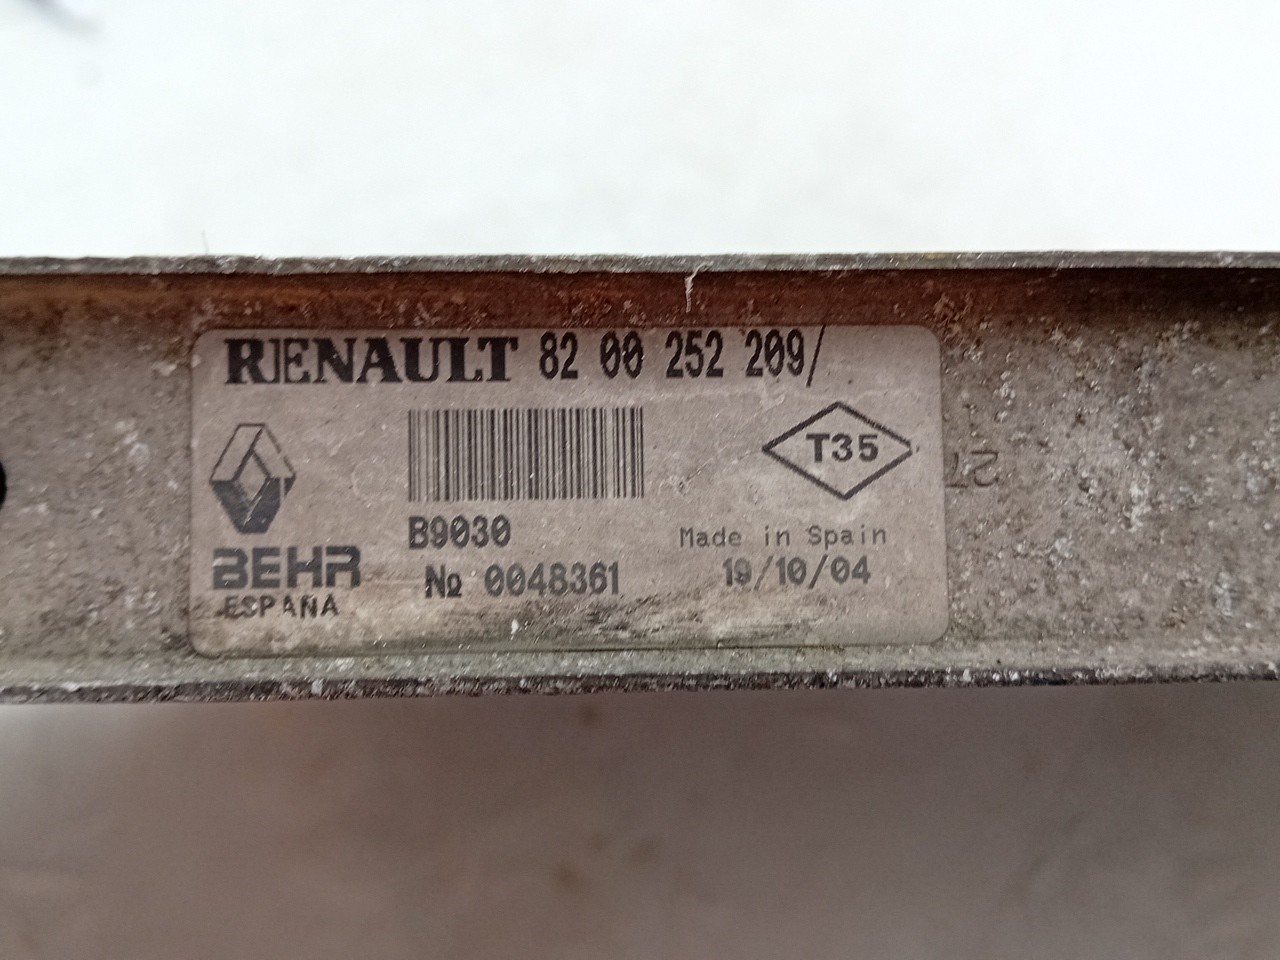 RENAULT 82 00 252 209/
T35
B9030
Made in Spain
BEHR
№ 0048361
19/10/04
ESPAÑA